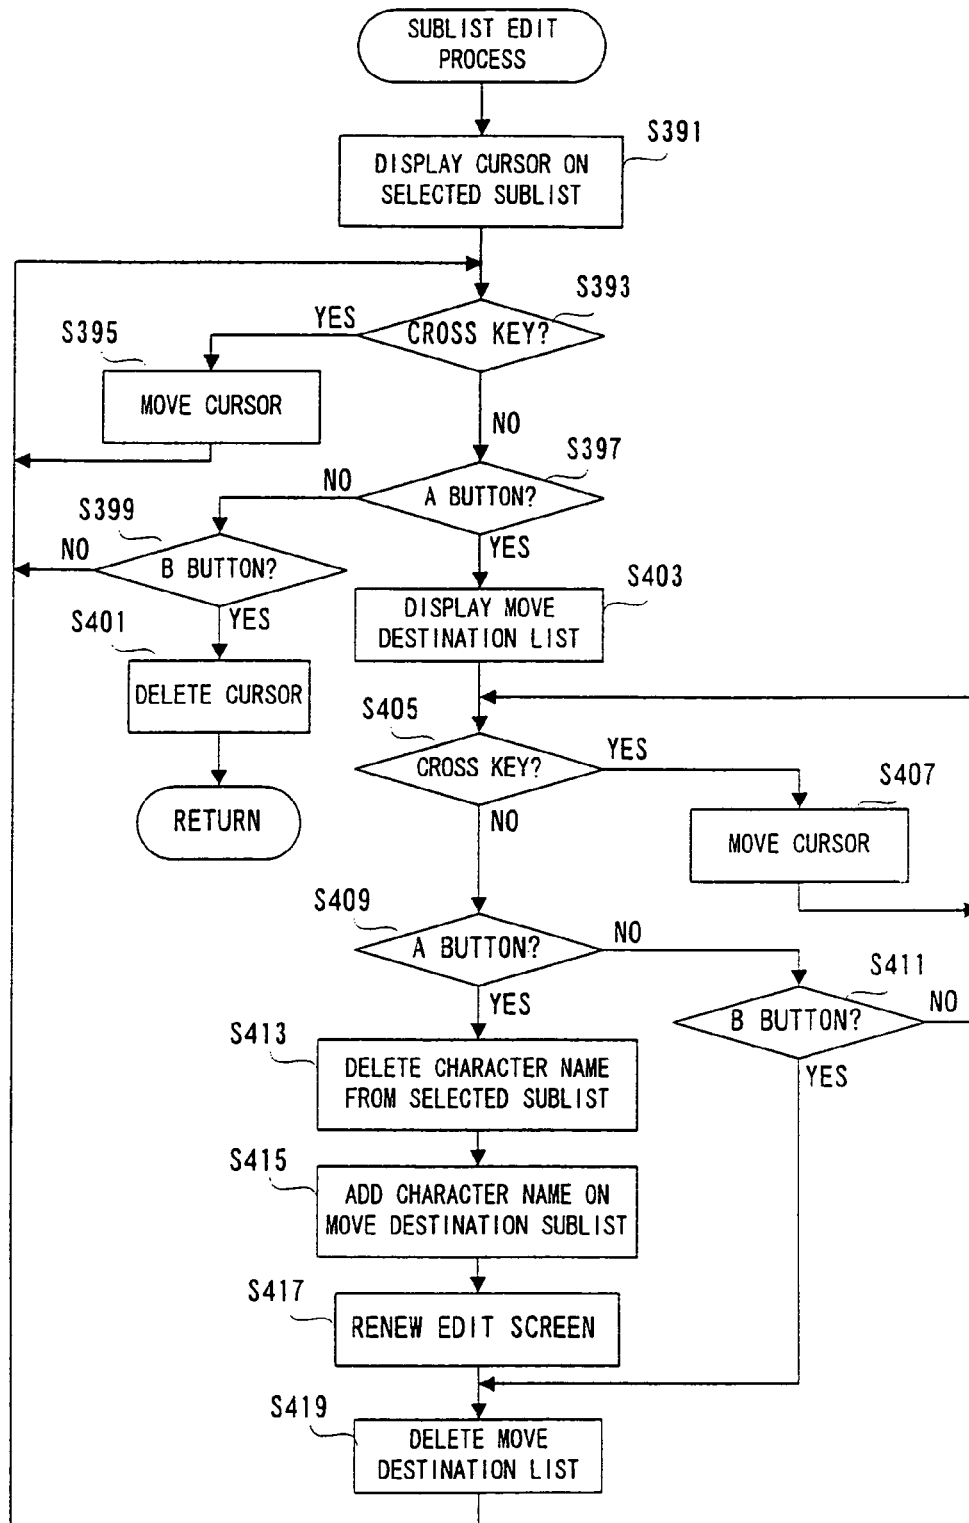 SUBLIST EDIT
PROCESS
S391
DISPLAY CURSOR ON
SELECTED SUBLIST
S393
CROSS KEY?
YES
S395
MOVE CURSOR
NO
S397
A BUTTON?
NO
S399
B BUTTON?
NO
YES
YES
S401
DELETE CURSOR
RETURN
S403
DISPLAY MOVE
DESTINATION LIST
S405
CROSS KEY?
YES
S407
MOVE CURSOR
NO
S409
A BUTTON?
NO
S411
B BUTTON?
NO
YES
YES
S413
DELETE CHARACTER NAME
FROM SELECTED SUBLIST
S415
ADD CHARACTER NAME ON
MOVE DESTINATION SUBLIST
S417
RENEW EDIT SCREEN
S419
DELETE MOVE
DESTINATION LIST